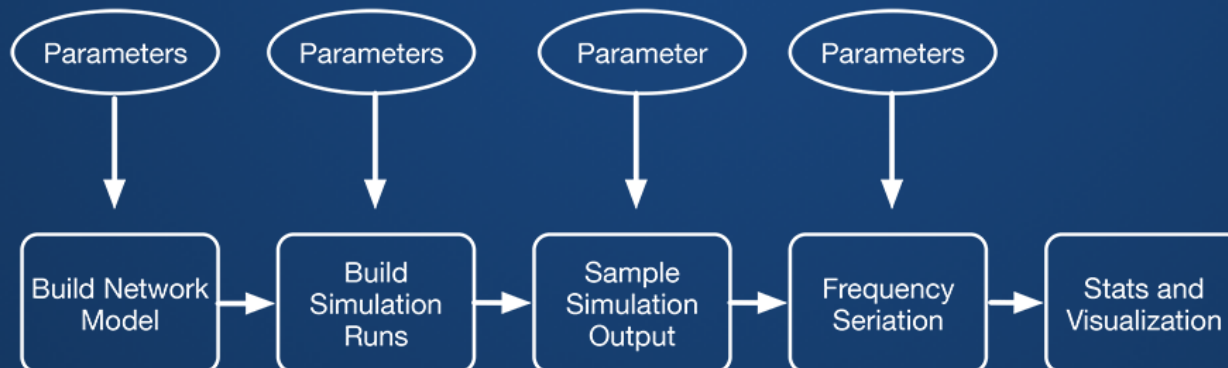 Parameters
Parameters
Parameter
Parameters
Build Network
Model
Build
Simulation
Runs
Sample
Simulation
Output
Frequency
Seriation
Stats and
Visualization